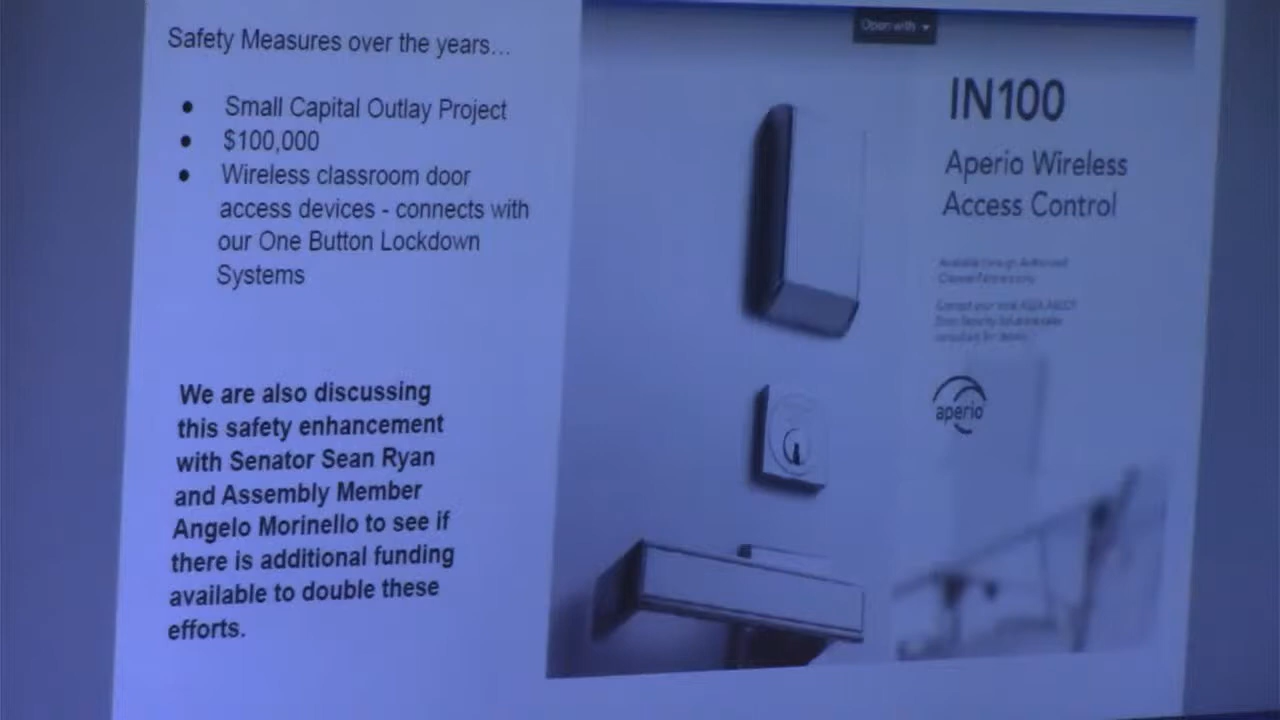 Safety Measures over the years...
● Small Capital Outlay Project
● $100,000
● Wireless classroom door
access devices - connects with
our One Button Lockdown
Systems
We are also discussing
this safety enhancement
with Senator Sean Ryan
and Assembly Member
Angelo Morinello to see if
there is additional funding
available to double these
efforts.
Open with
IN100
Aperio Wireless
Access Control
aperio